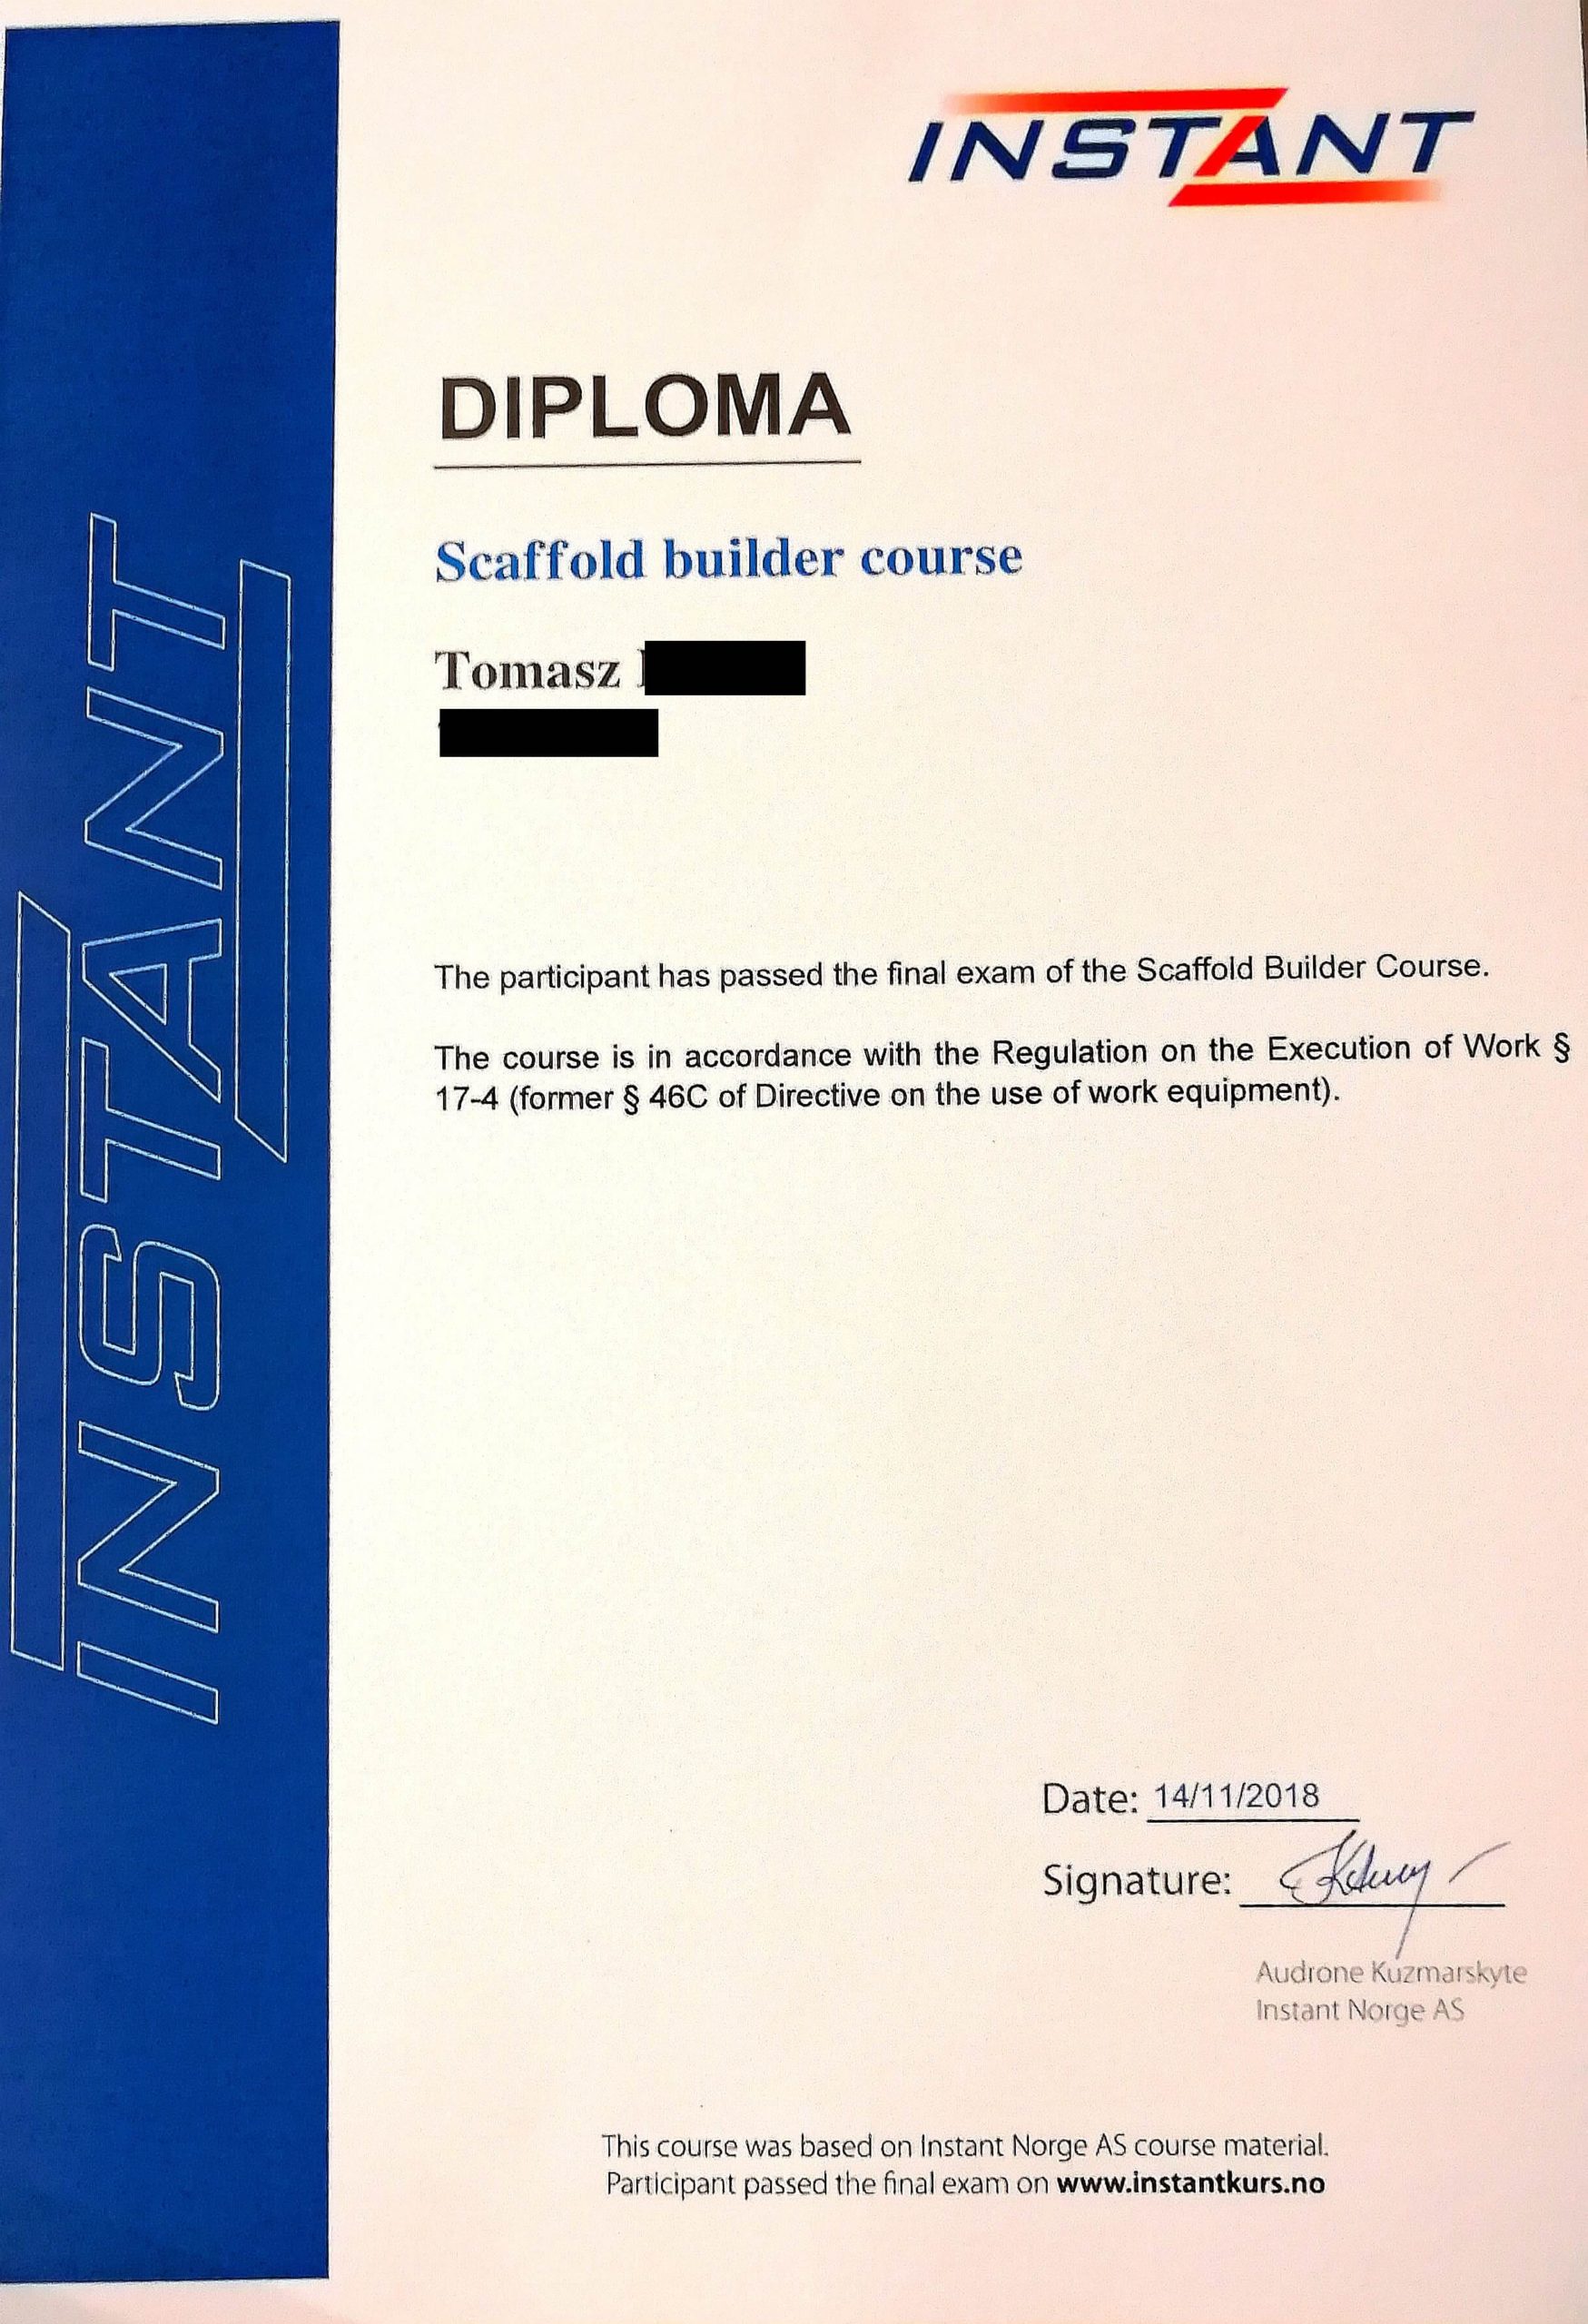 INSTANT
INSTANT
DIPLOMA
Scaffold builder course
Tomasz
The participant has passed the final exam of the Scaffold Builder Course.
The course is in accordance with the Regulation on the Execution of Work §
17-4 (former § 46C of Directive on the use of work equipment).
Date: 14/11/2018
Signature:
Audrone Kuzmarskyte
Instant Norge AS
This course was based on Instant Norge AS course material.
Participant passed the final exam on www.instantkurs.no